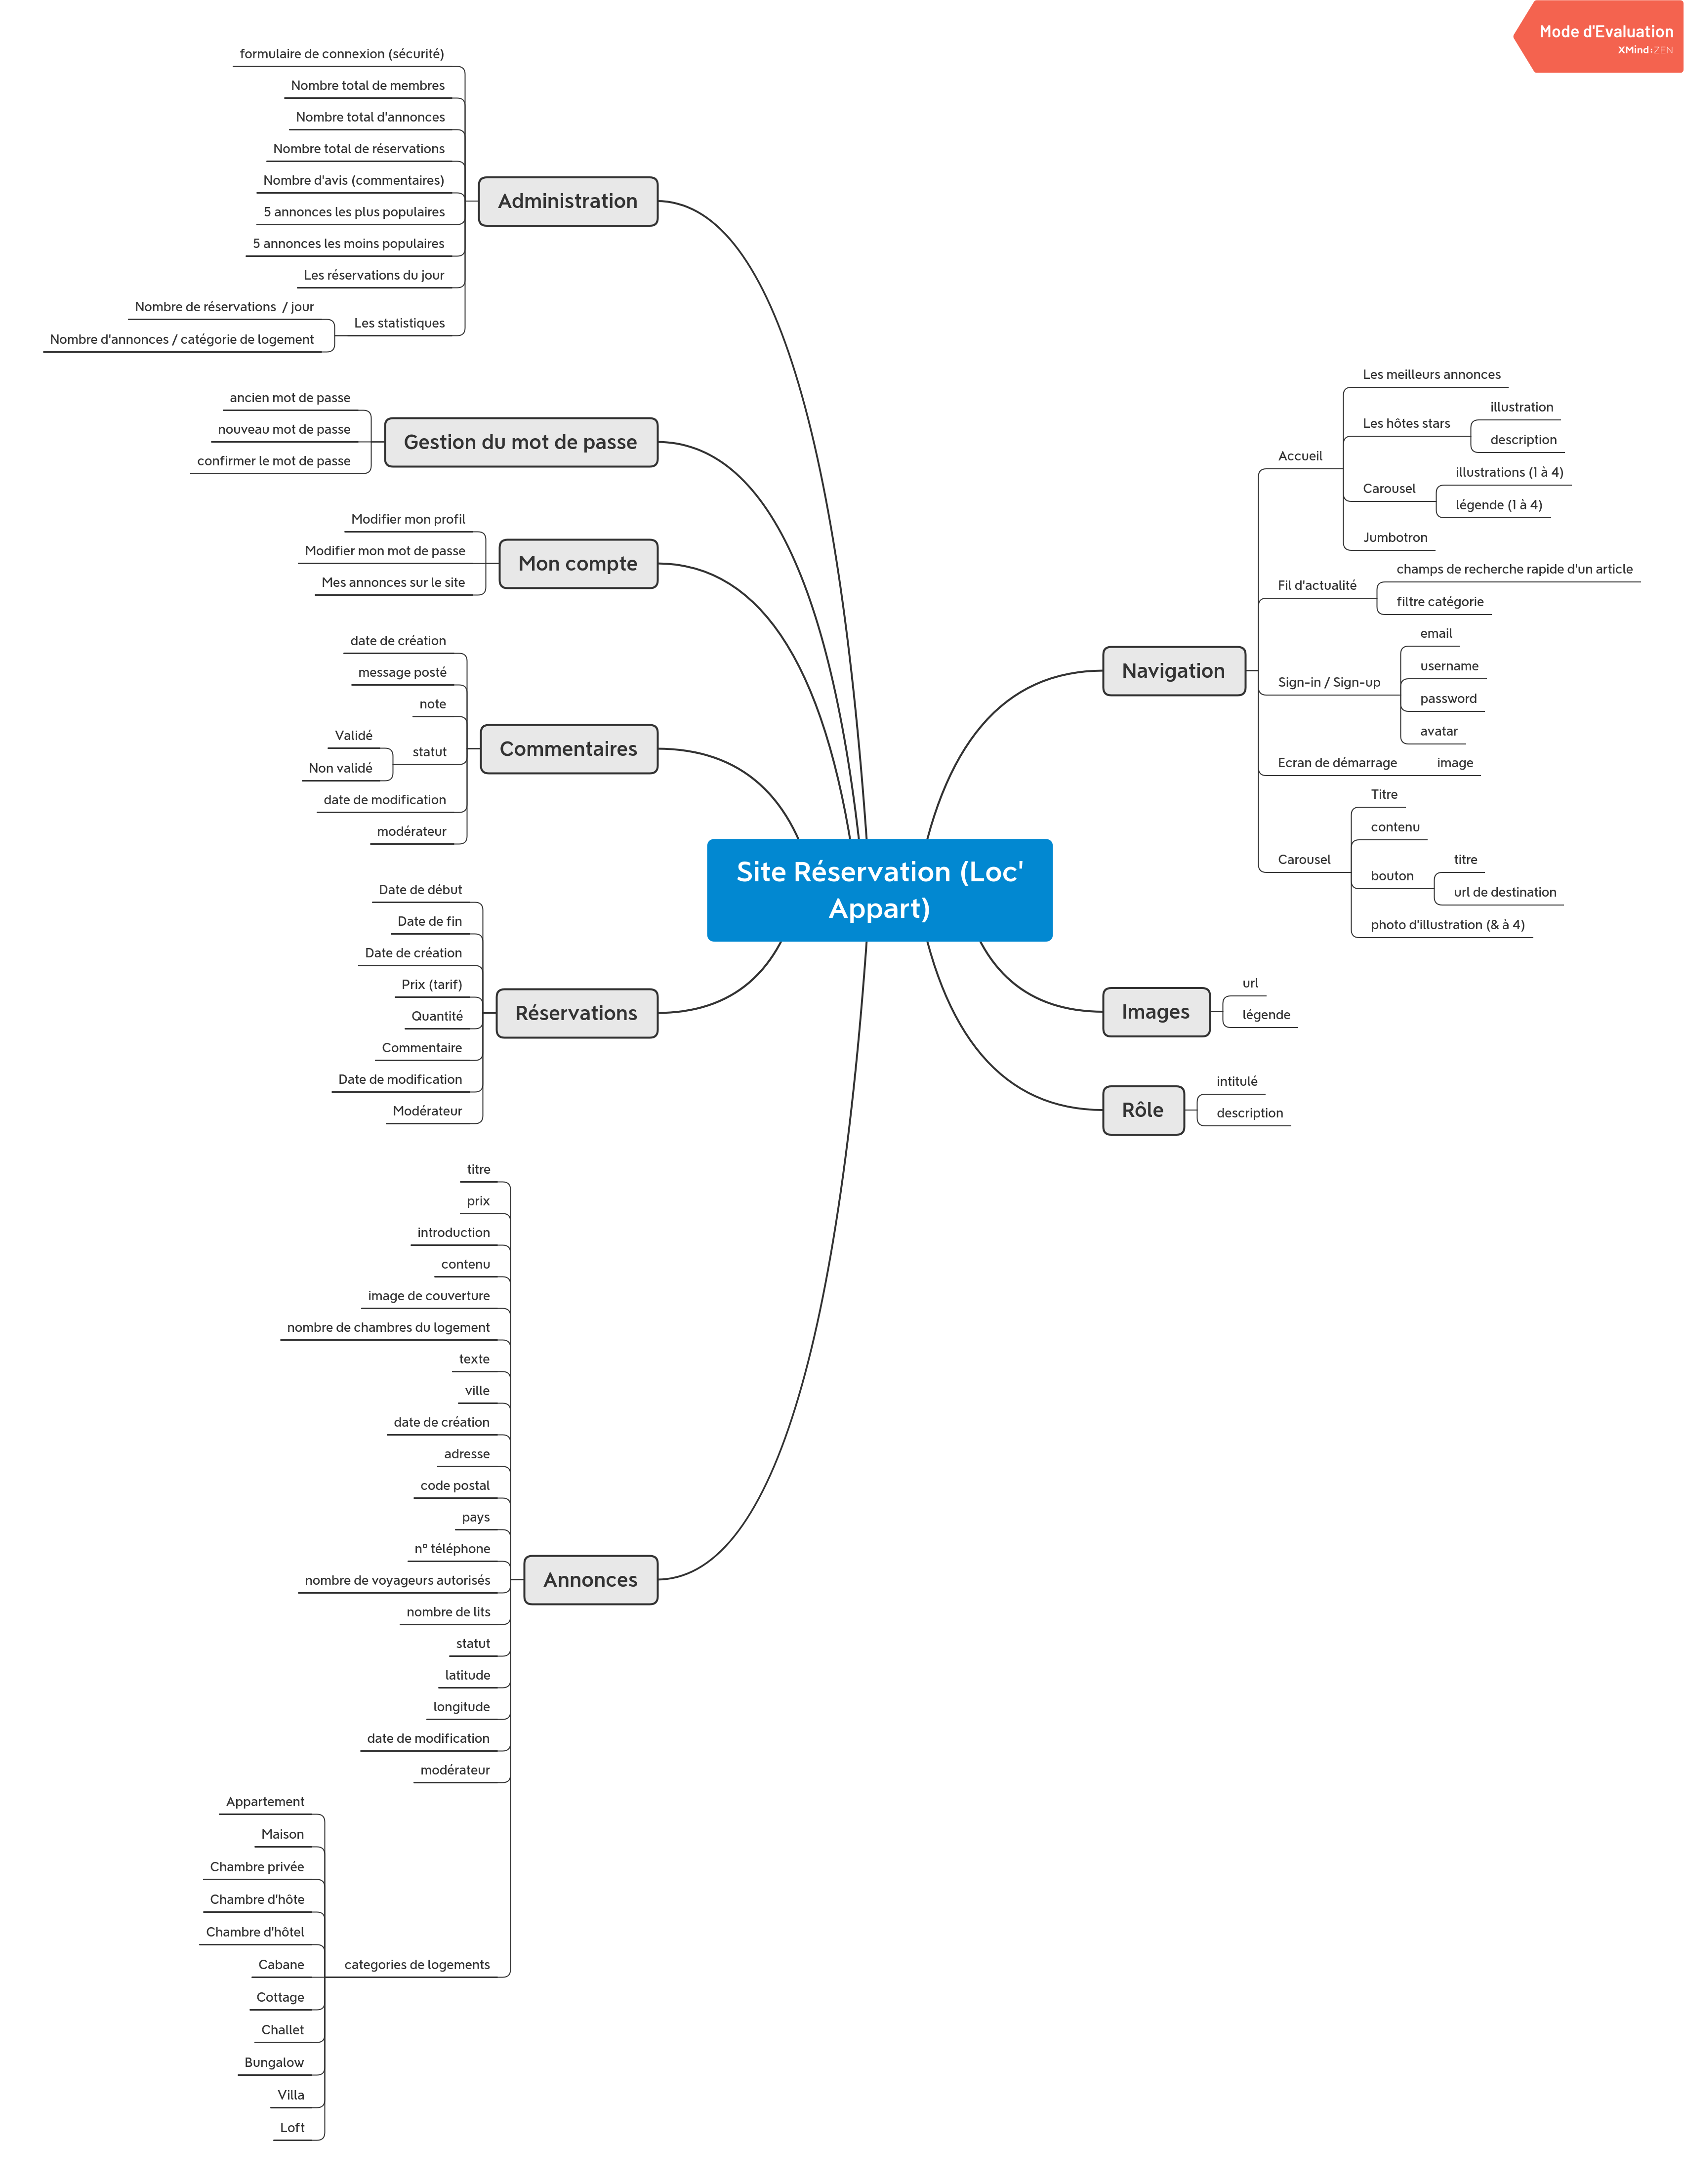 Mode d'Evaluation
XMind:ZEN
Site Réservation (Loc'
Appart)
Administration
formulaire de connexion (sécurité)
Nombre total de membres
Nombre total d'annonces
Nombre total de réservations
Nombre d'avis (commentaires)
5 annonces les plus populaires
5 annonces les moins populaires
Les réservations du jour
Les statistiques
Nombre de réservations / jour
Nombre d'annonces / catégorie de logement
Gestion du mot de passe
ancien mot de passe
nouveau mot de passe
confirmer le mot de passe
Mon compte
Modifier mon profil
Modifier mon mot de passe
Mes annonces sur le site
Commentaires
date de création
message posté
note
statut
Validé
Non validé
date de modification
modérateur
Réservations
Date de début
Date de fin
Date de création
Prix (tarif)
Quantité
Commentaire
Date de modification
Modérateur
Annonces
titre
prix
introduction
contenu
image de couverture
nombre de chambres du logement
texte
ville
date de création
adresse
code postal
pays
n° téléphone
nombre de voyageurs autorisés
nombre de lits
statut
latitude
longitude
date de modification
modérateur
categories de logements
Appartement
Maison
Chambre privée
Chambre d'hôte
Chambre d'hôtel
Cabane
Cottage
Challet
Bungalow
Villa
Loft
Navigation
Accueil
Les meilleurs annonces
Les hôtes stars
illustration
description
Carousel
illustrations (1 à 4)
légende (1 à 4)
Jumbotron
Fil d'actualité
champs de recherche rapide d'un article
filtre catégorie
Sign-in / Sign-up
email
username
password
avatar
Ecran de démarrage
image
Carousel
Titre
contenu
bouton
titre
url de destination
photo d'illustration (& à 4)
Images
url
légende
Rôle
intitulé
description